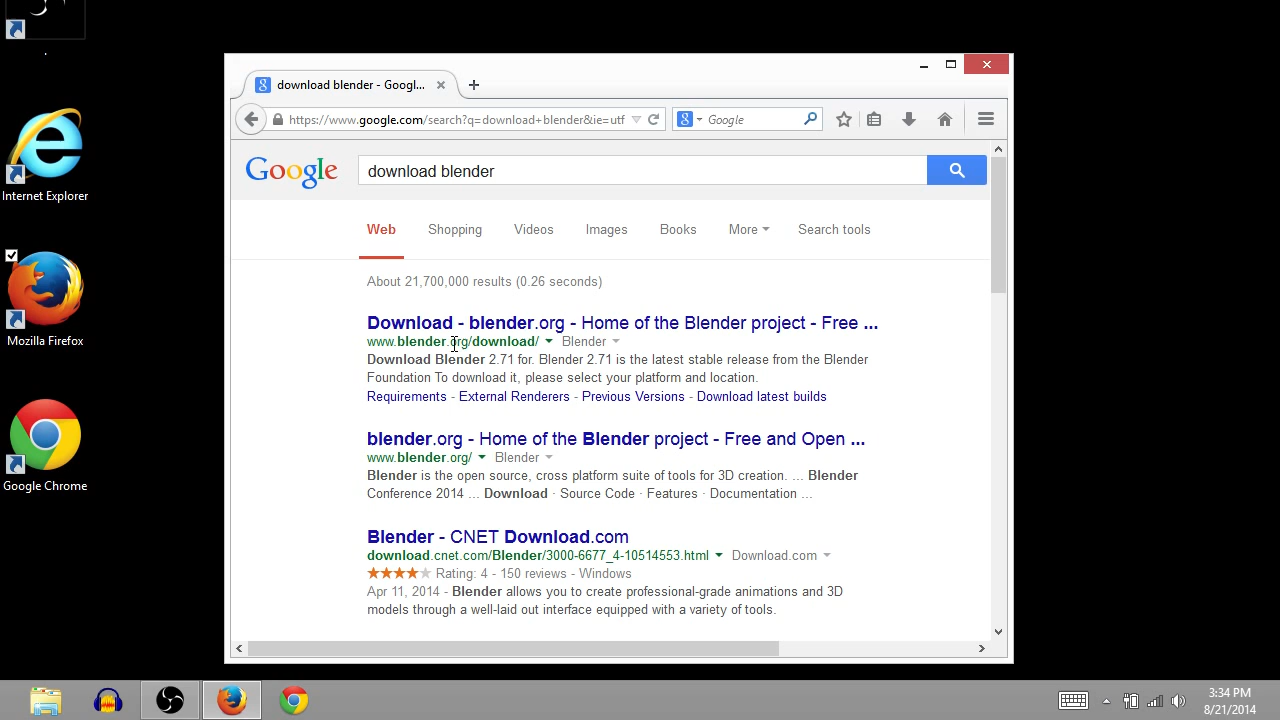 .
Internet Explorer
Mozilla Firefox
Google Chrome
download blender - Googl...
https://www.google.com/search?q=download+blender&ie=utf
Google
Google
download blender
Web Shopping Videos Images Books More Search tools
About 21,700,000 results (0.26 seconds)
Download - blender.org - Home of the Blender project - Free ...
www.blender.org/download/ Blender
Download Blender 2.71 for. Blender 2.71 is the latest stable release from the Blender
Foundation To download it, please select your platform and location.
Requirements - External Renderers - Previous Versions - Download latest builds
blender.org - Home of the Blender project - Free and Open ...
www.blender.org/ Blender
Blender is the open source, cross platform suite of tools for 3D creation. ... Blender
Conference 2014 ... Download · Source Code · Features · Documentation ...
Blender - CNET Download.com
download.cnet.com/Blender/3000-6677_4-10514553.html Download.com
Rating: 4 - 150 reviews - Windows
Apr 11, 2014 - Blender allows you to create professional-grade animations and 3D
models through a well-laid out interface equipped with a variety of tools.
3:34 PM
8/21/2014